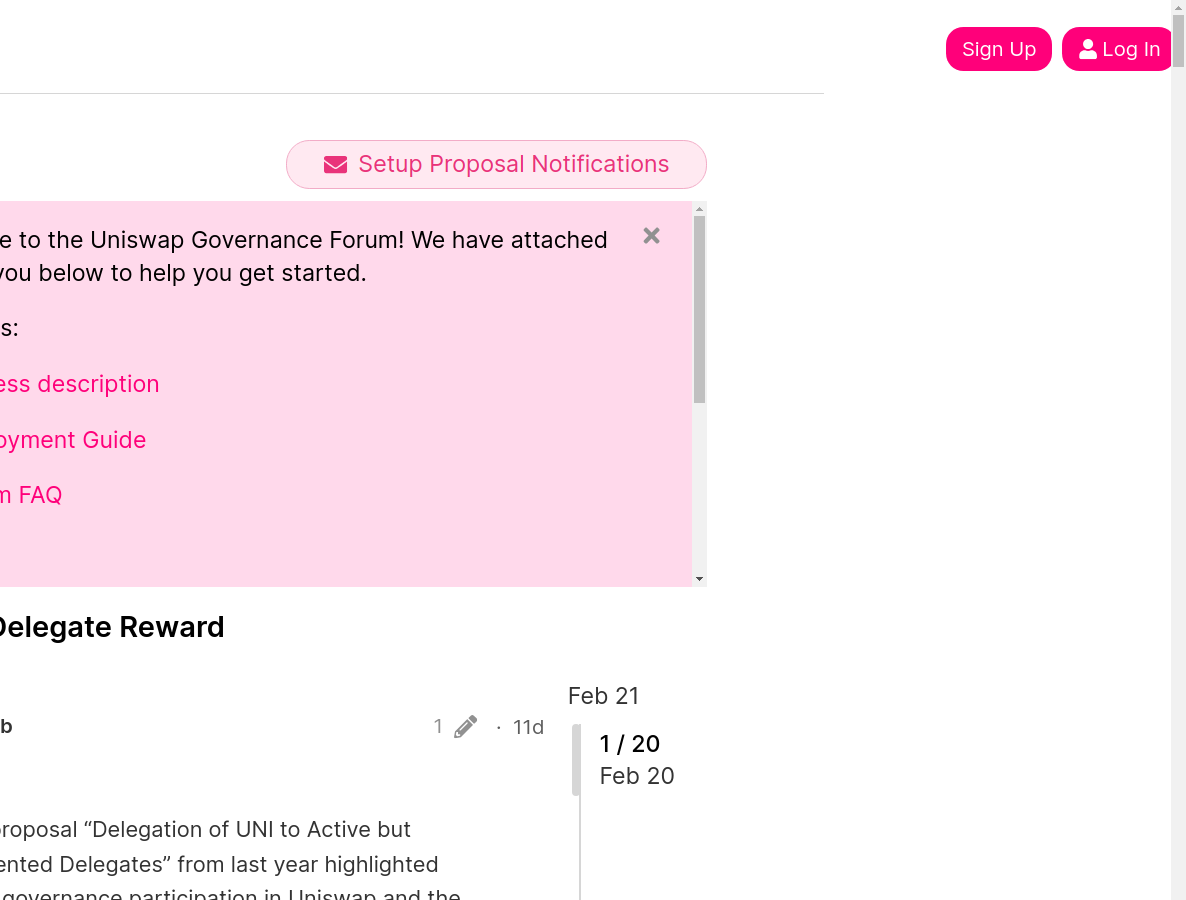 Sign Up
Log In
Setup Proposal Notifications
e to the Uniswap Governance Forum! We have attached
you below to help you get started.
s:
ess description
oyment Guide
m FAQ
Delegate Reward
Feb 21
b
1 · 11d
1 / 20
Feb 20
proposal “Delegation of UNI to Active but
ented Delegates” from last year highlighted
governance participation in Uniswap and the